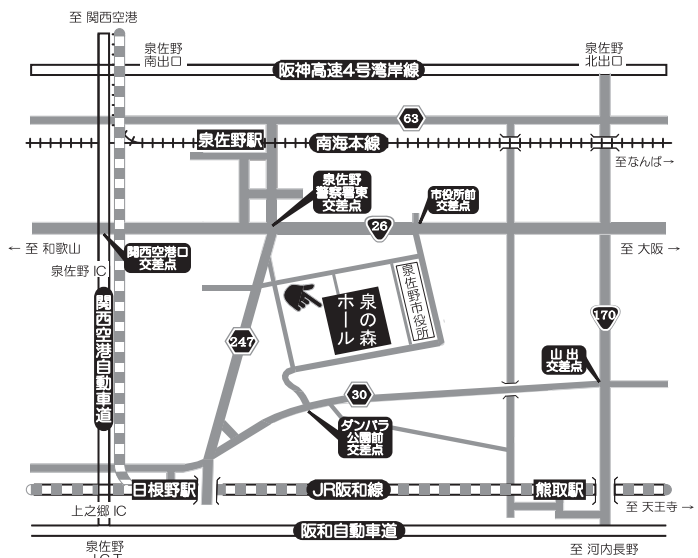 至 関西空港
泉佐野
南出口
泉佐野
北出口
阪神高速4号湾岸線
63
泉佐野駅
南海本線
至なんば→
泉佐野
警察署東
交差点
市役所前
交差点
26
← 至 和歌山
関西空港口
交差点
至 大阪 →
泉佐野 IC
泉佐野市役所
泉の森
ホール
関西空港自動車道
170
247
山出
交差点
30
ダンバラ
公園前
交差点
日根野駅
JR阪和線
熊取駅
上之郷 IC
至 天王寺 →
阪和自動車道
泉佐野
JCT
至 河内長野